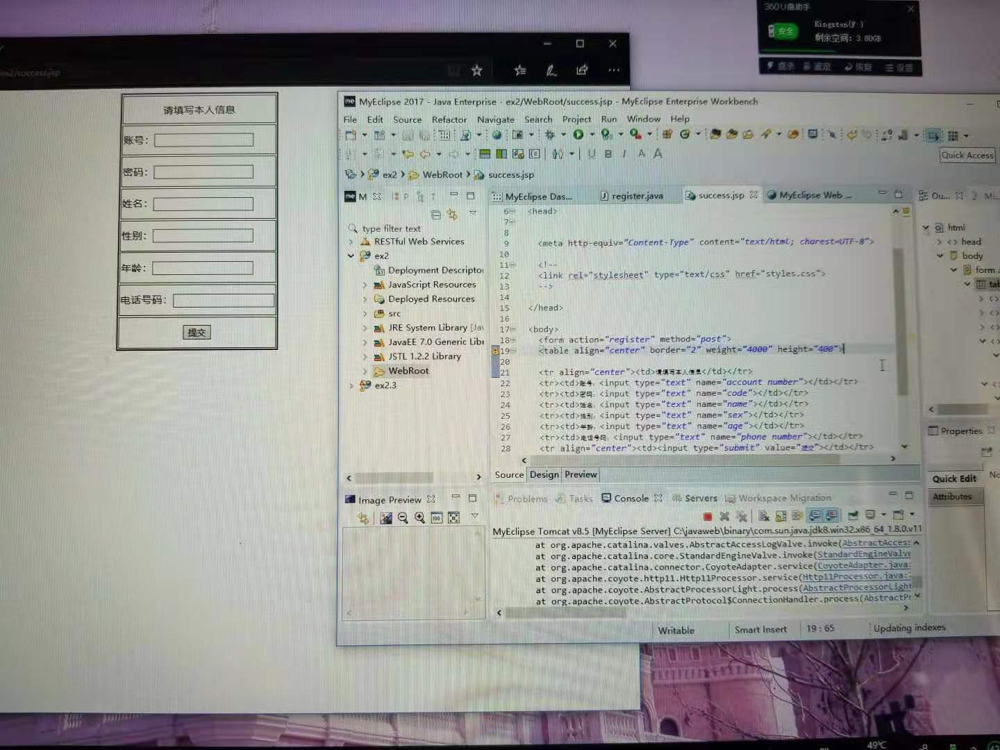 360U盘助手
安全
Kingston(F:)
剩余空间: 3.80GB
查杀 鉴定 恢复 设置
ex2/success.jsp
请填写本人信息
账号：
密码：
姓名：
性别：
年龄：
电话号码：
提交
me MyEclipse 2017 - Java Enterprise - ex2/WebRoot/success.jsp - MyEclipse Enterprise Workbench
File Edit Source Refactor Navigate Search Project Run Window Help
U B I A A
Quick Access
ex2 WebRoot success.jsp
me M
P
T
MyEclipse Das...
register.java
success.jsp
MyEclipse Web ...
Ou...
Mi...
type filter text
RESTful Web Services
ex2
Deployment Descripto
JavaScript Resources
Deployed Resources
src
JRE System Library [Jav
JavaEE 7.0 Generic Libr
JSTL 1.2.2 Library
WebRoot
ex2.3
6 <head>
7
8
9 <meta http-equiv="Content-Type" content="text/html; charest=UTF-8">
10
11 <!--
12 <link rel="stylesheet" type="text/css" href="styles.css">
13 -->
14
15 </head>
16
17 <body>
18 <form action="register" method="post">
19 <table align="center" border="2" weight="4000" height="400">
20
21 <tr align="center"><td>请填写本人信息</td></tr>
22 <tr><td>账号：<input type="text" name="account number"></td></tr>
23 <tr><td>密码：<input type="text" name="code"></td></tr>
24 <tr><td>姓名：<input type="text" name="name"></td></tr>
25 <tr><td>性别：<input type="text" name="sex"></td></tr>
26 <tr><td>年龄：<input type="text" name="age"></td></tr>
27 <tr><td>电话号码：<input type="text" name="phone number"></td></tr>
28 <tr align="center"><td><input type="submit" value="提交"></td></tr>
Source Design Preview
html
head
body
form
tab
Properties
Quick Edit
No
Attributes
Image Preview
Problems Tasks Console Servers Workspace Migration
MyEclipse Tomcat v8.5 [MyEclipse Server] C:\javaweb\binary\com.sun.java.jdk8.win32.x86_64_1.8.0.v11
at org.apache.catalina.valves.AbstractAccessLogValve.invoke(AbstractAccess
at org.apache.catalina.core.StandardEngineValve.invoke(StandardEngineValve
at org.apache.catalina.connector.CoyoteAdapter.service(CoyoteAdapter.java:
at org.apache.coyote.http11.Http11Processor.service(Http11Processor.java:
at org.apache.coyote.AbstractProcessorLight.process(AbstractProcessorLight
at org.apache.coyote.AbstractProtocol$ConnectionHandler.process(AbstractPr
Writable
Smart Insert
19 : 65
Updating indexes
49℃